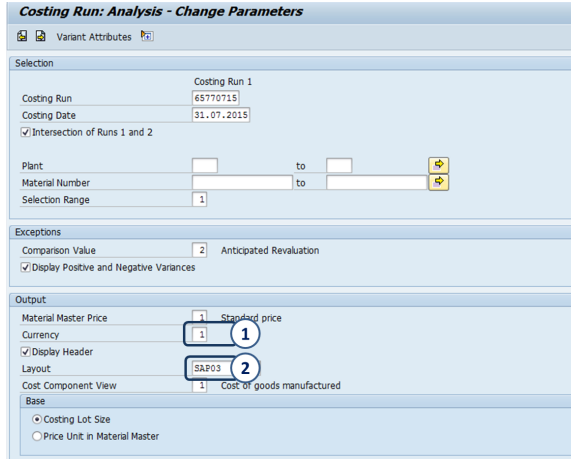 Costing Run: Analysis - Change Parameters
Variant Attributes
Selection
Costing Run 1
Costing Run 65770715
Costing Date 31.07.2015
Intersection of Runs 1 and 2
Plant to
Material Number to
Selection Range 1
Exceptions
Comparison Value 2 Anticipated Revaluation
Display Positive and Negative Variances
Output
Material Master Price 1 Standard price
Currency 1 1
Display Header
Layout SAP03 2
Cost Component View 1 Cost of goods manufactured
Base
Costing Lot Size
Price Unit in Material Master